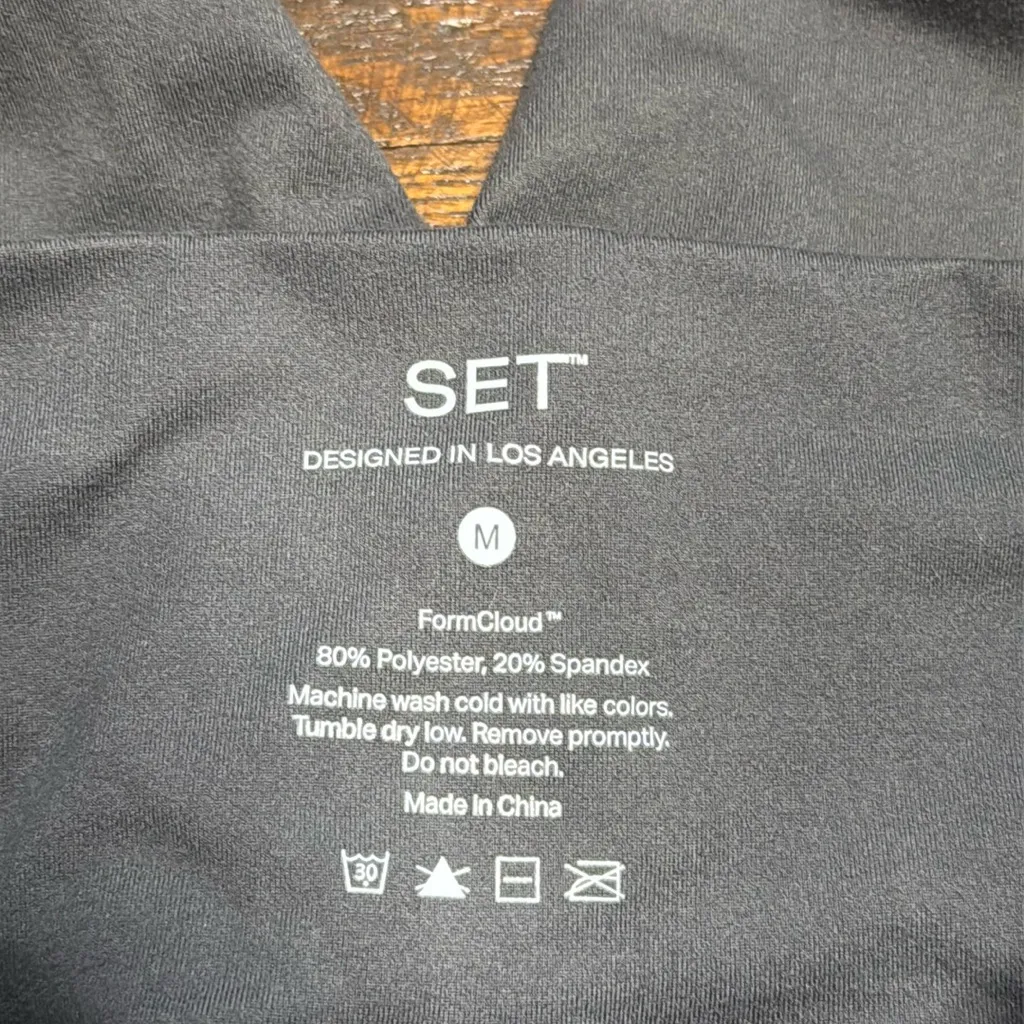 SET™
DESIGNED IN LOS ANGELES
M
FormCloud™
80% Polyester, 20% Spandex
Machine wash cold with like colors.
Tumble dry low. Remove promptly.
Do not bleach.
Made In China
30